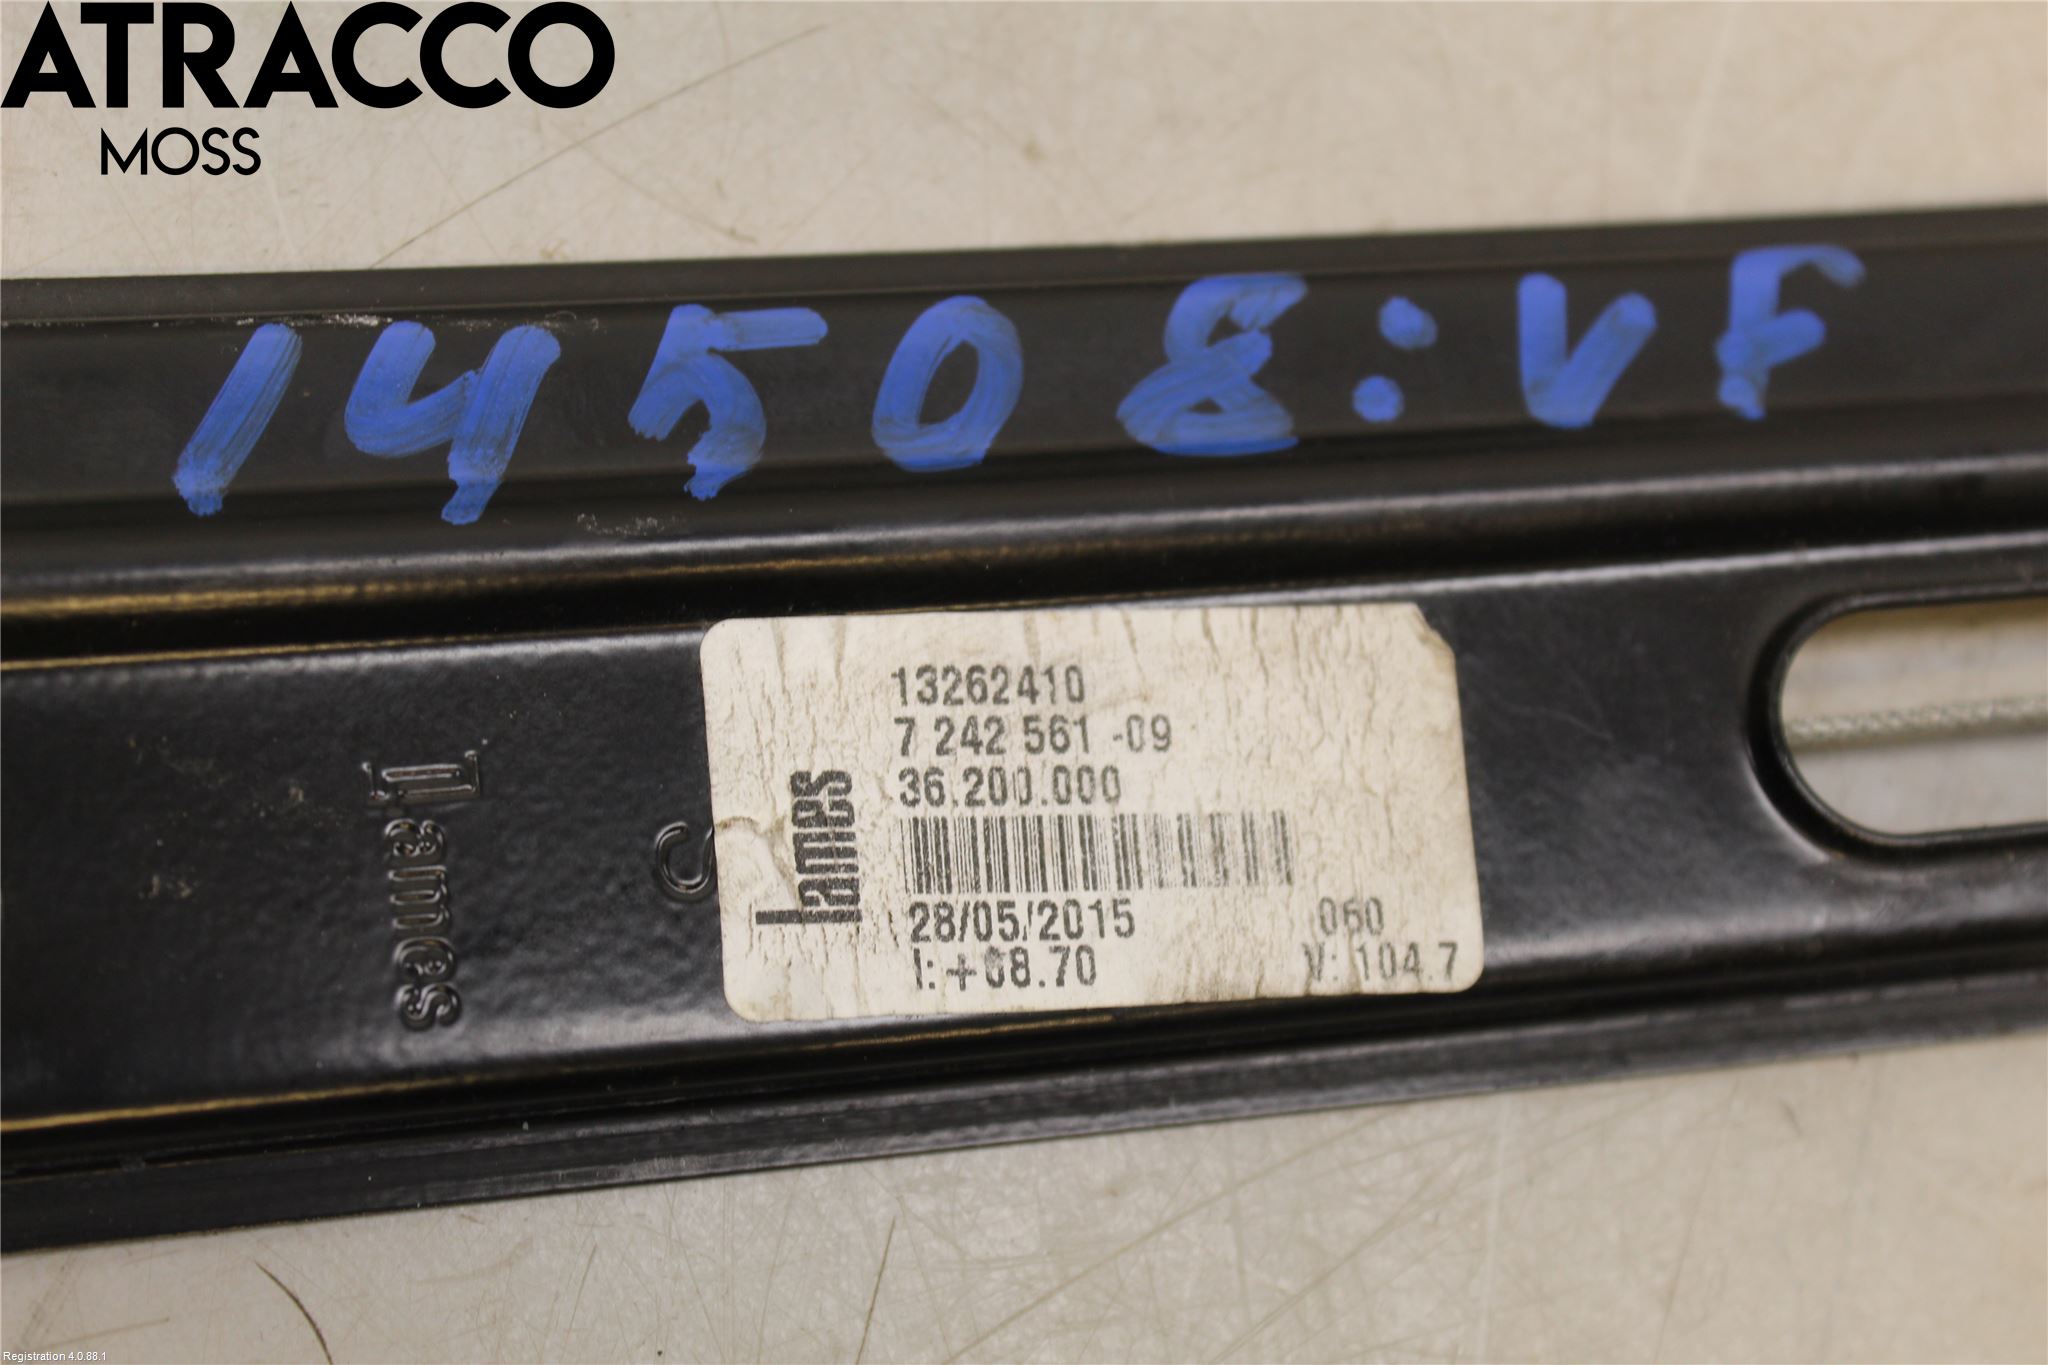 ATRACCO
MOSS
14508:VF
13262410
7 242 561 -09
36.200.000
Lames
28/05/2015 060
I: +08.70 V: 104.7
Lames
Registration 4.0.88.1